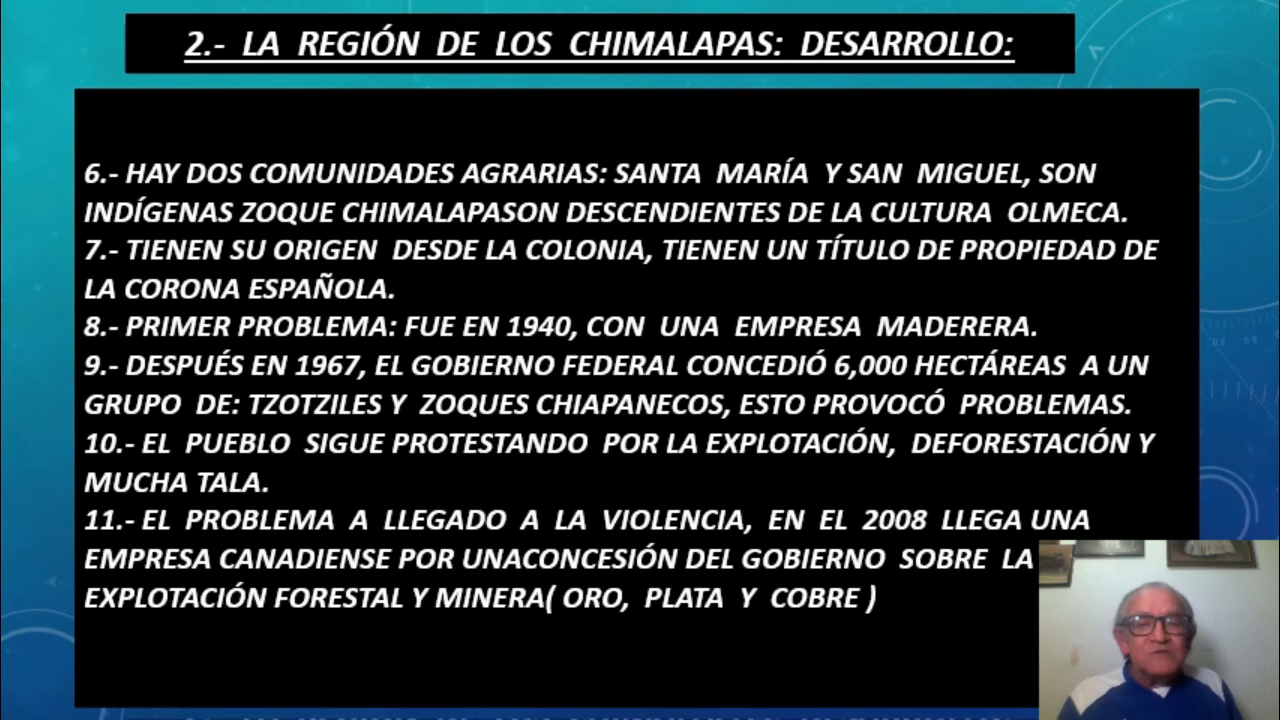 2.- LA REGIÓN DE LOS CHIMALAPAS: DESARROLLO:
6.- HAY DOS COMUNIDADES AGRARIAS: SANTA MARÍA Y SAN MIGUEL, SON
INDÍGENAS ZOQUE CHIMALAPASON DESCENDIENTES DE LA CULTURA OLMECA.
7.- TIENEN SU ORIGEN DESDE LA COLONIA, TIENEN UN TÍTULO DE PROPIEDAD DE
LA CORONA ESPAÑOLA.
8.- PRIMER PROBLEMA: FUE EN 1940, CON UNA EMPRESA MADERERA.
9.- DESPUÉS EN 1967, EL GOBIERNO FEDERAL CONCEDIÓ 6,000 HECTÁREAS A UN
GRUPO DE: TZOTZILES Y ZOQUES CHIAPANECOS, ESTO PROVOCÓ PROBLEMAS.
10.- EL PUEBLO SIGUE PROTESTANDO POR LA EXPLOTACIÓN, DEFORESTACIÓN Y
MUCHA TALA.
11.- EL PROBLEMA A LLEGADO A LA VIOLENCIA, EN EL 2008 LLEGA UNA
EMPRESA CANADIENSE POR UNACONCESIÓN DEL GOBIERNO SOBRE LA
EXPLOTACIÓN FORESTAL Y MINERA( ORO, PLATA Y COBRE )